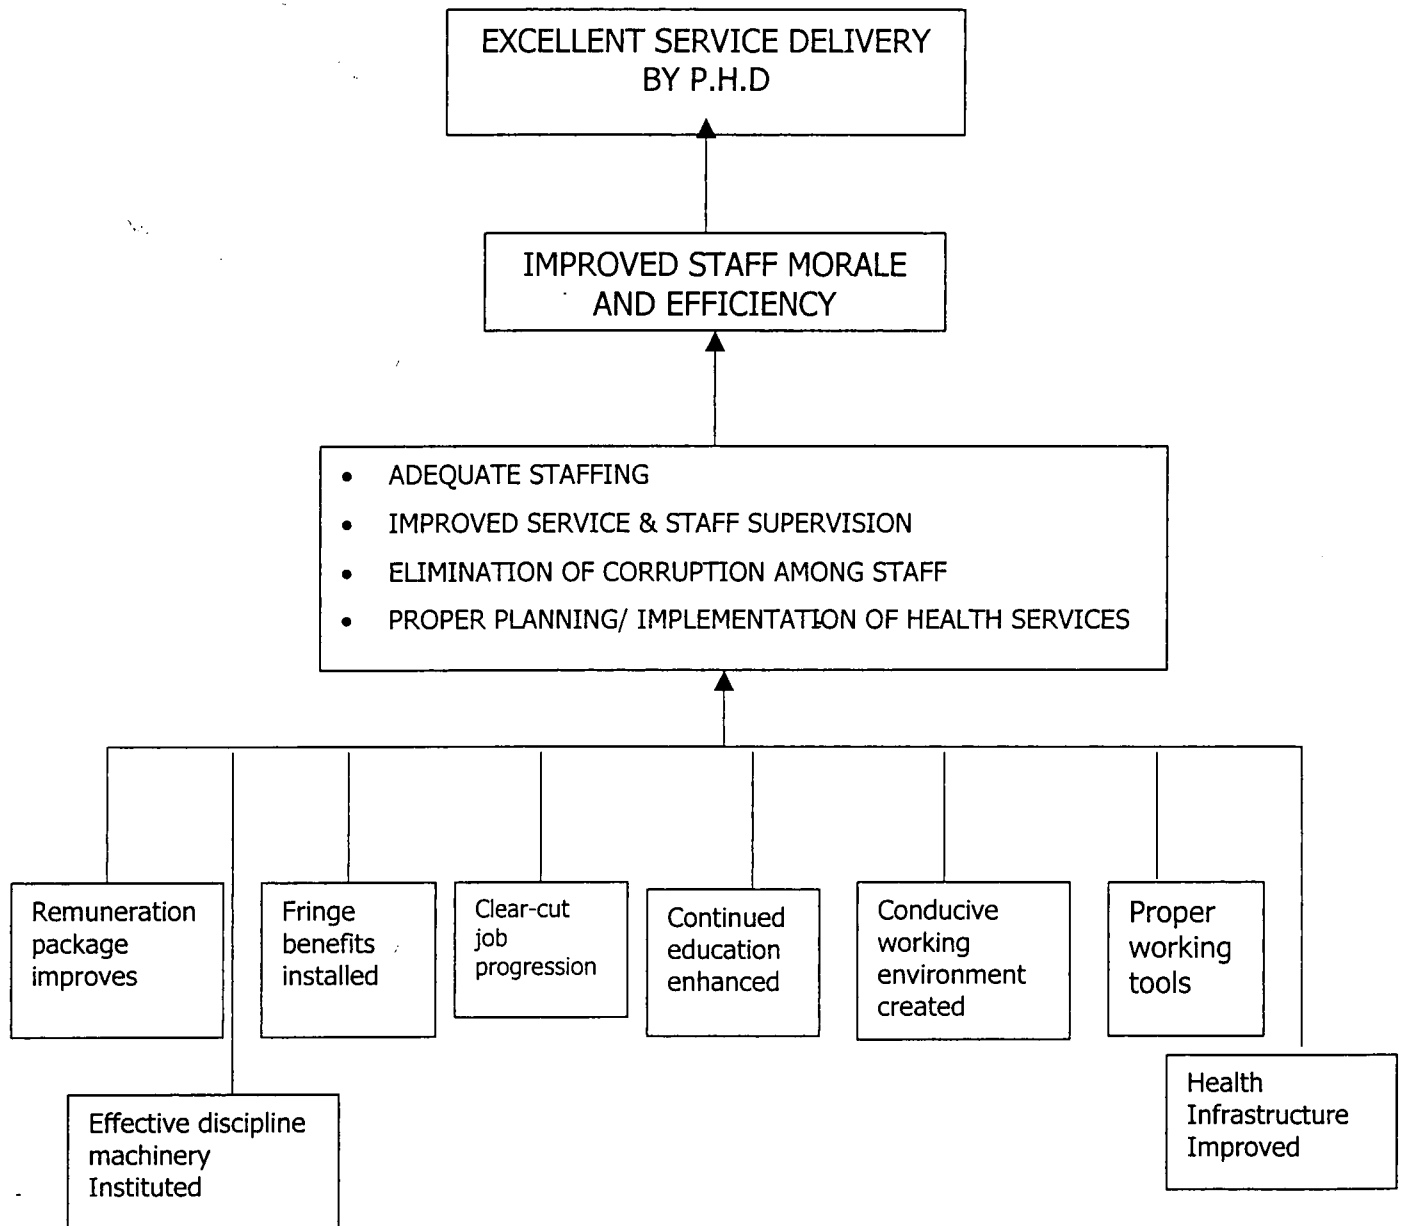 EXCELLENT SERVICE DELIVERY
BY P.H.D
IMPROVED STAFF MORALE
AND EFFICIENCY
• ADEQUATE STAFFING
• IMPROVED SERVICE & STAFF SUPERVISION
• ELIMINATION OF CORRUPTION AMONG STAFF
• PROPER PLANNING/ IMPLEMENTATION OF HEALTH SERVICES
Remuneration
package
improves
Fringe
benefits
installed
Clear-cut
job
progression
Continued
education
enhanced
Conducive
working
environment
created
Proper
working
tools
Effective discipline
machinery
Instituted
Health
Infrastructure
Improved